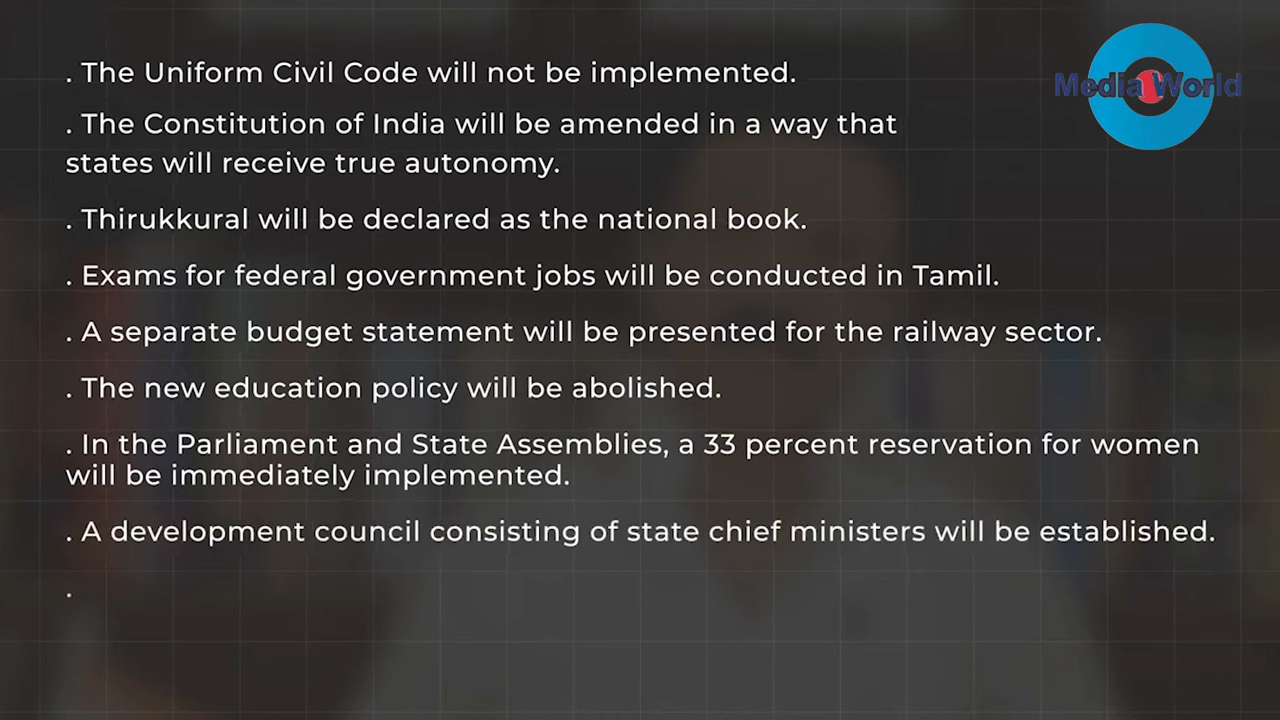 . The Uniform Civil Code will not be implemented.
Media World
. The Constitution of India will be amended in a way that
states will receive true autonomy.
. Thirukkural will be declared as the national book.
. Exams for federal government jobs will be conducted in Tamil.
. A separate budget statement will be presented for the railway sector.
. The new education policy will be abolished.
. In the Parliament and State Assemblies, a 33 percent reservation for women
will be immediately implemented.
. A development council consisting of state chief ministers will be established.
.